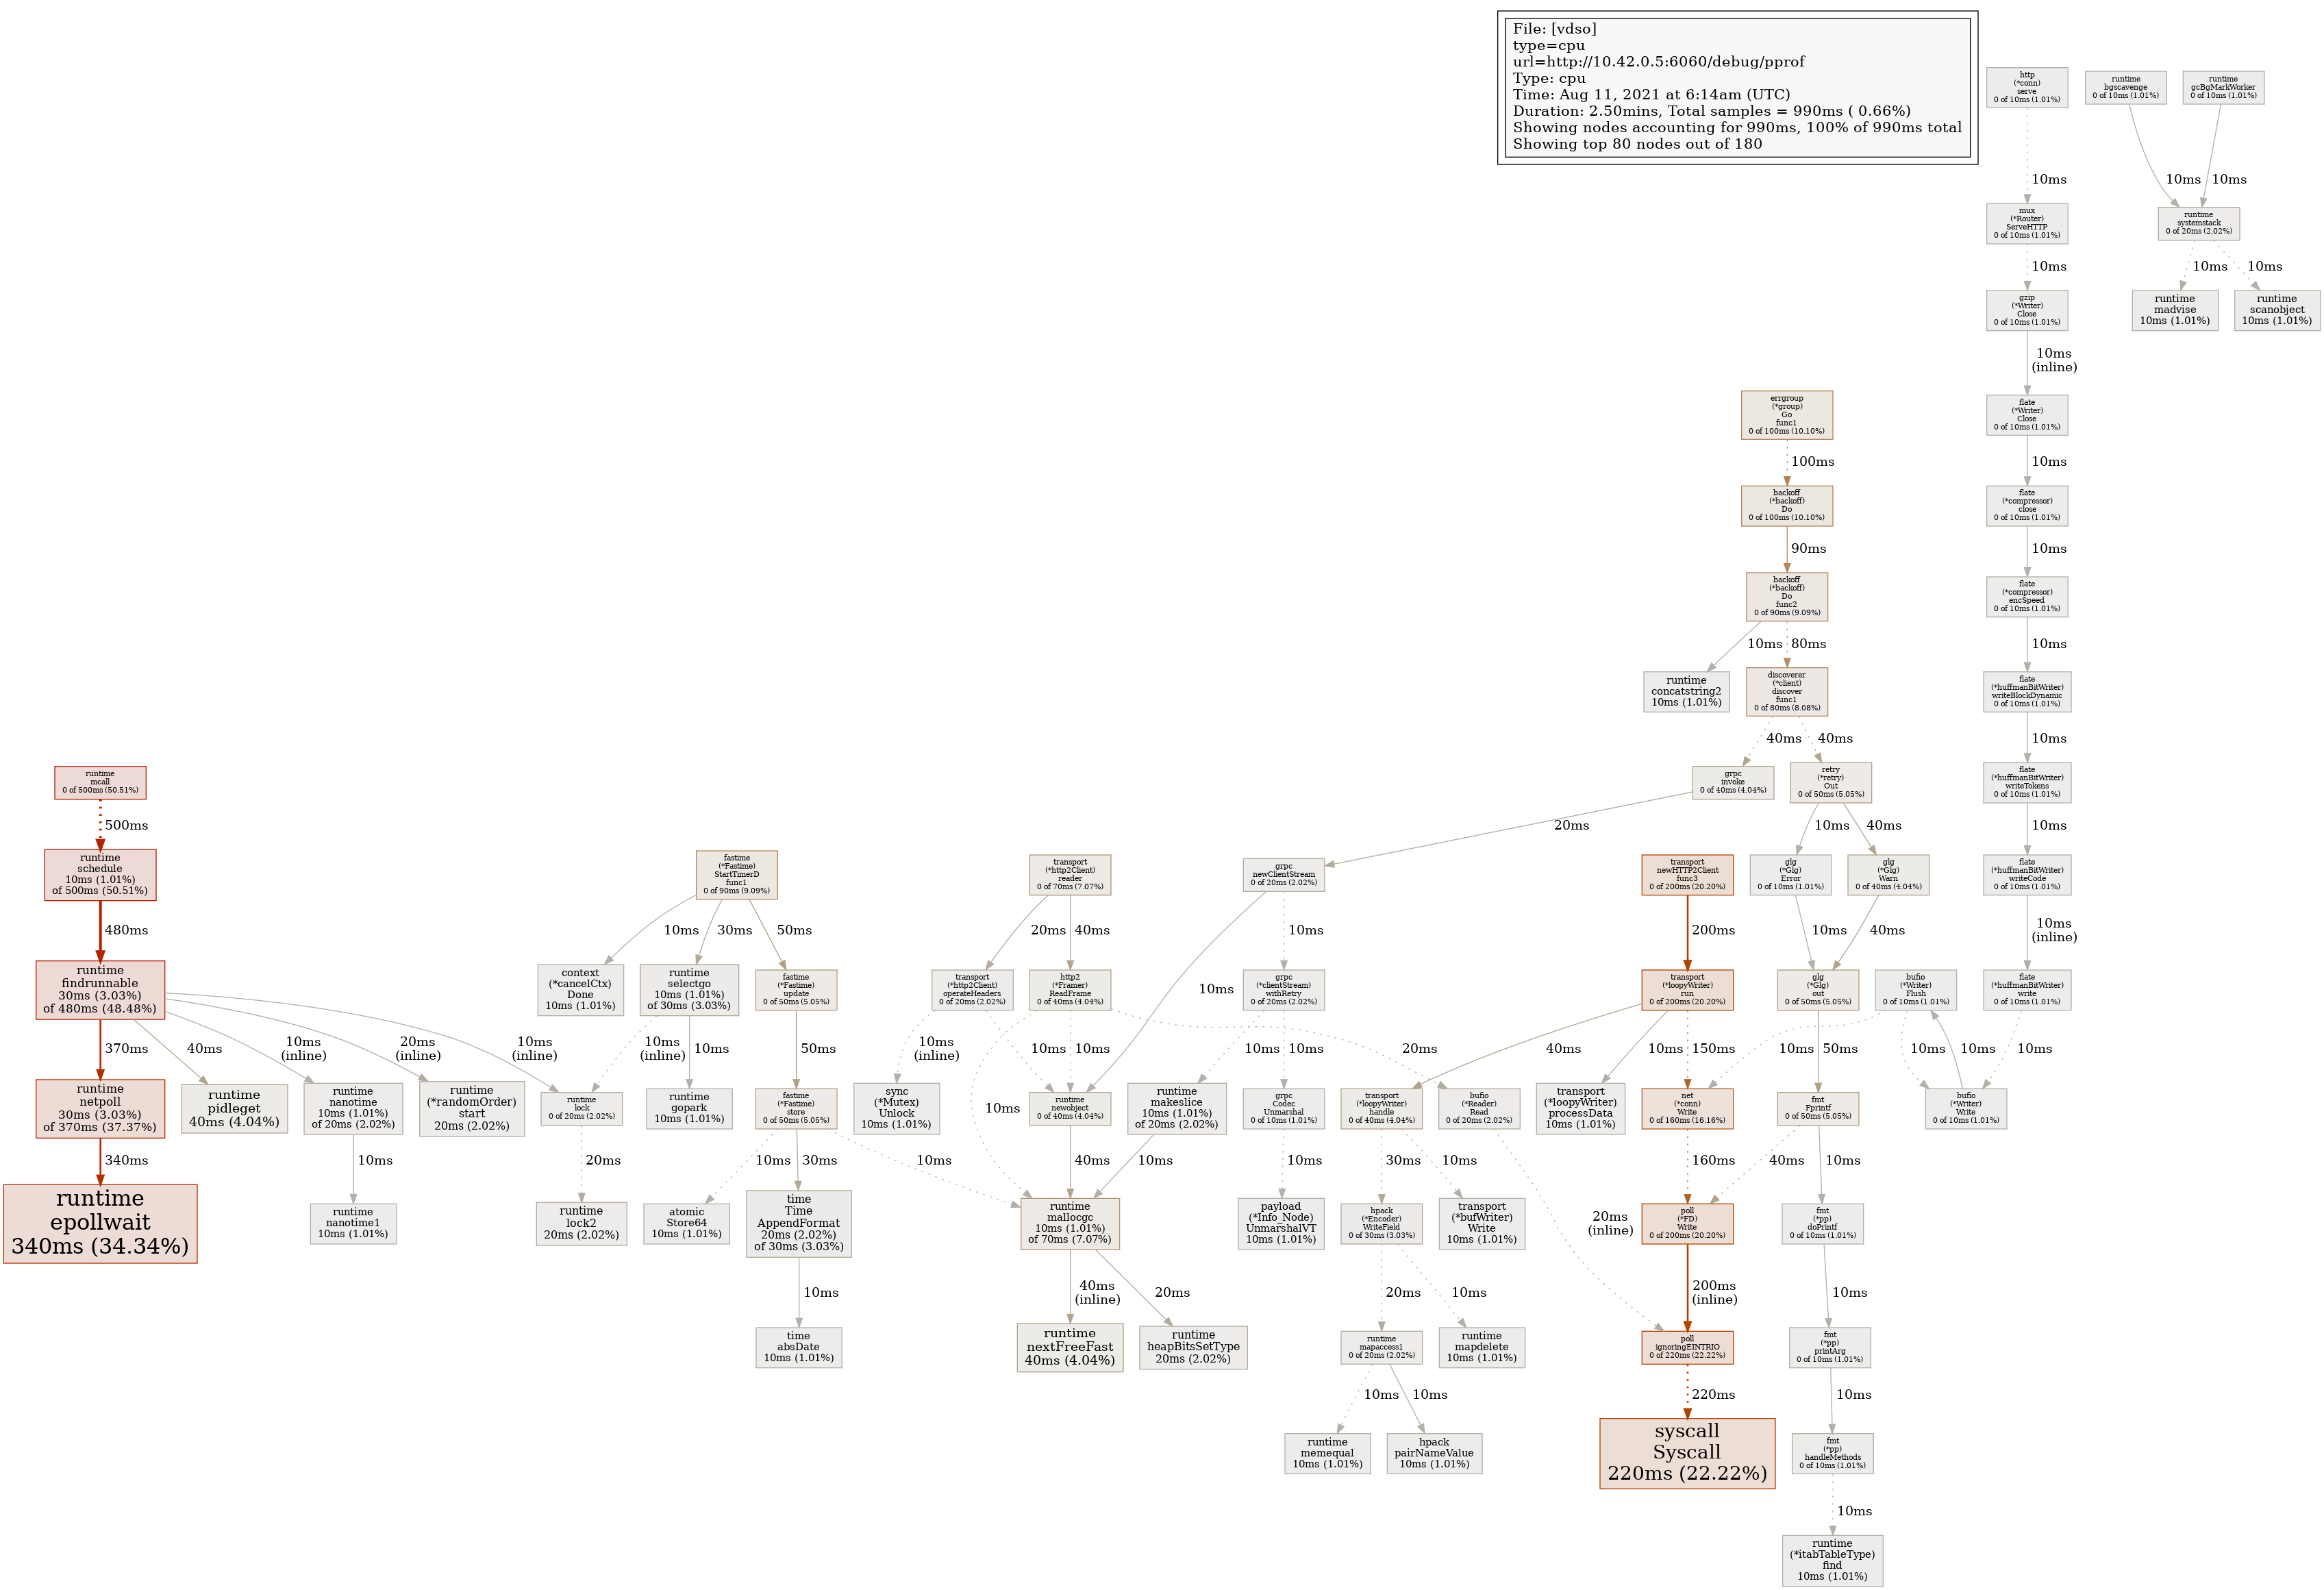 File: [vdso]
type=cpu
url=http://10.42.0.5:6060/debug/pprof
Type: cpu
Time: Aug 11, 2021 at 6:14am (UTC)
Duration: 2.50mins, Total samples = 990ms ( 0.66%)
Showing nodes accounting for 990ms, 100% of 990ms total
Showing top 80 nodes out of 180
http
(*conn)
serve
0 of 10ms (1.01%)
runtime
bgscavenge
0 of 10ms (1.01%)
runtime
gcBgMarkWorker
0 of 10ms (1.01%)
10ms
10ms
10ms
mux
(*Router)
ServeHTTP
0 of 10ms (1.01%)
runtime
systemstack
0 of 20ms (2.02%)
10ms
10ms
10ms
gzip
(*Writer)
Close
0 of 10ms (1.01%)
runtime
madvise
10ms (1.01%)
runtime
scanobject
10ms (1.01%)
10ms
(inline)
errgroup
(*group)
Go
func1
0 of 100ms (10.10%)
flate
(*Writer)
Close
0 of 10ms (1.01%)
100ms
10ms
backoff
(*backoff)
Do
0 of 100ms (10.10%)
flate
(*compressor)
close
0 of 10ms (1.01%)
90ms
10ms
backoff
(*backoff)
Do
func2
0 of 90ms (9.09%)
flate
(*compressor)
encSpeed
0 of 10ms (1.01%)
10ms
80ms
10ms
runtime
concatstring2
10ms (1.01%)
discoverer
(*client)
discover
func1
0 of 80ms (8.08%)
flate
(*huffmanBitWriter)
writeBlockDynamic
0 of 10ms (1.01%)
40ms
40ms
10ms
runtime
mcall
0 of 500ms (50.51%)
grpc
invoke
0 of 40ms (4.04%)
retry
(*retry)
Out
0 of 50ms (5.05%)
flate
(*huffmanBitWriter)
writeTokens
0 of 10ms (1.01%)
500ms
20ms
10ms
40ms
10ms
runtime
schedule
10ms (1.01%)
of 500ms (50.51%)
fastime
(*Fastime)
StartTimerD
func1
0 of 90ms (9.09%)
transport
(*http2Client)
reader
0 of 70ms (7.07%)
grpc
newClientStream
0 of 20ms (2.02%)
transport
newHTTP2Client
func3
0 of 200ms (20.20%)
glg
(*Glg)
Error
0 of 10ms (1.01%)
glg
(*Glg)
Warn
0 of 40ms (4.04%)
flate
(*huffmanBitWriter)
writeCode
0 of 10ms (1.01%)
480ms
10ms
30ms
50ms
20ms
40ms
10ms
200ms
10ms
40ms
10ms
(inline)
runtime
findrunnable
30ms (3.03%)
of 480ms (48.48%)
context
(*cancelCtx)
Done
10ms (1.01%)
runtime
selectgo
10ms (1.01%)
of 30ms (3.03%)
fastime
(*Fastime)
update
0 of 50ms (5.05%)
transport
(*http2Client)
operateHeaders
0 of 20ms (2.02%)
http2
(*Framer)
ReadFrame
0 of 40ms (4.04%)
10ms
grpc
(*clientStream)
withRetry
0 of 20ms (2.02%)
transport
(*loopyWriter)
run
0 of 200ms (20.20%)
glg
(*Glg)
out
0 of 50ms (5.05%)
bufio
(*Writer)
Flush
0 of 10ms (1.01%)
flate
(*huffmanBitWriter)
write
0 of 10ms (1.01%)
370ms
40ms
10ms
(inline)
20ms
(inline)
10ms
(inline)
10ms
(inline)
10ms
50ms
10ms
(inline)
10ms
10ms
10ms
10ms
20ms
40ms
10ms
150ms
10ms
50ms
10ms
10ms
10ms
runtime
netpoll
30ms (3.03%)
of 370ms (37.37%)
runtime
pidleget
40ms (4.04%)
runtime
nanotime
10ms (1.01%)
of 20ms (2.02%)
runtime
(*randomOrder)
start
20ms (2.02%)
runtime
lock
0 of 20ms (2.02%)
runtime
gopark
10ms (1.01%)
fastime
(*Fastime)
store
0 of 50ms (5.05%)
sync
(*Mutex)
Unlock
10ms (1.01%)
10ms
runtime
newobject
0 of 40ms (4.04%)
runtime
makeslice
10ms (1.01%)
of 20ms (2.02%)
grpc
Codec
Unmarshal
0 of 10ms (1.01%)
transport
(*loopyWriter)
handle
0 of 40ms (4.04%)
bufio
(*Reader)
Read
0 of 20ms (2.02%)
transport
(*loopyWriter)
processData
10ms (1.01%)
net
(*conn)
Write
0 of 160ms (16.16%)
fmt
Fprintf
0 of 50ms (5.05%)
bufio
(*Writer)
Write
0 of 10ms (1.01%)
340ms
10ms
20ms
10ms
30ms
10ms
40ms
10ms
10ms
30ms
10ms
20ms
(inline)
160ms
40ms
10ms
runtime
epollwait
340ms (34.34%)
runtime
nanotime1
10ms (1.01%)
runtime
lock2
20ms (2.02%)
atomic
Store64
10ms (1.01%)
time
Time
AppendFormat
20ms (2.02%)
of 30ms (3.03%)
runtime
mallocgc
10ms (1.01%)
of 70ms (7.07%)
payload
(*Info_Node)
UnmarshalVT
10ms (1.01%)
hpack
(*Encoder)
WriteField
0 of 30ms (3.03%)
transport
(*bufWriter)
Write
10ms (1.01%)
poll
(*FD)
Write
0 of 200ms (20.20%)
fmt
(*pp)
doPrintf
0 of 10ms (1.01%)
10ms
40ms
(inline)
20ms
20ms
10ms
200ms
(inline)
10ms
time
absDate
10ms (1.01%)
runtime
nextFreeFast
40ms (4.04%)
runtime
heapBitsSetType
20ms (2.02%)
runtime
mapaccess1
0 of 20ms (2.02%)
runtime
mapdelete
10ms (1.01%)
poll
ignoringEINTRIO
0 of 220ms (22.22%)
fmt
(*pp)
printArg
0 of 10ms (1.01%)
10ms
10ms
220ms
10ms
runtime
memequal
10ms (1.01%)
hpack
pairNameValue
10ms (1.01%)
syscall
Syscall
220ms (22.22%)
fmt
(*pp)
handleMethods
0 of 10ms (1.01%)
10ms
runtime
(*itabTableType)
find
10ms (1.01%)